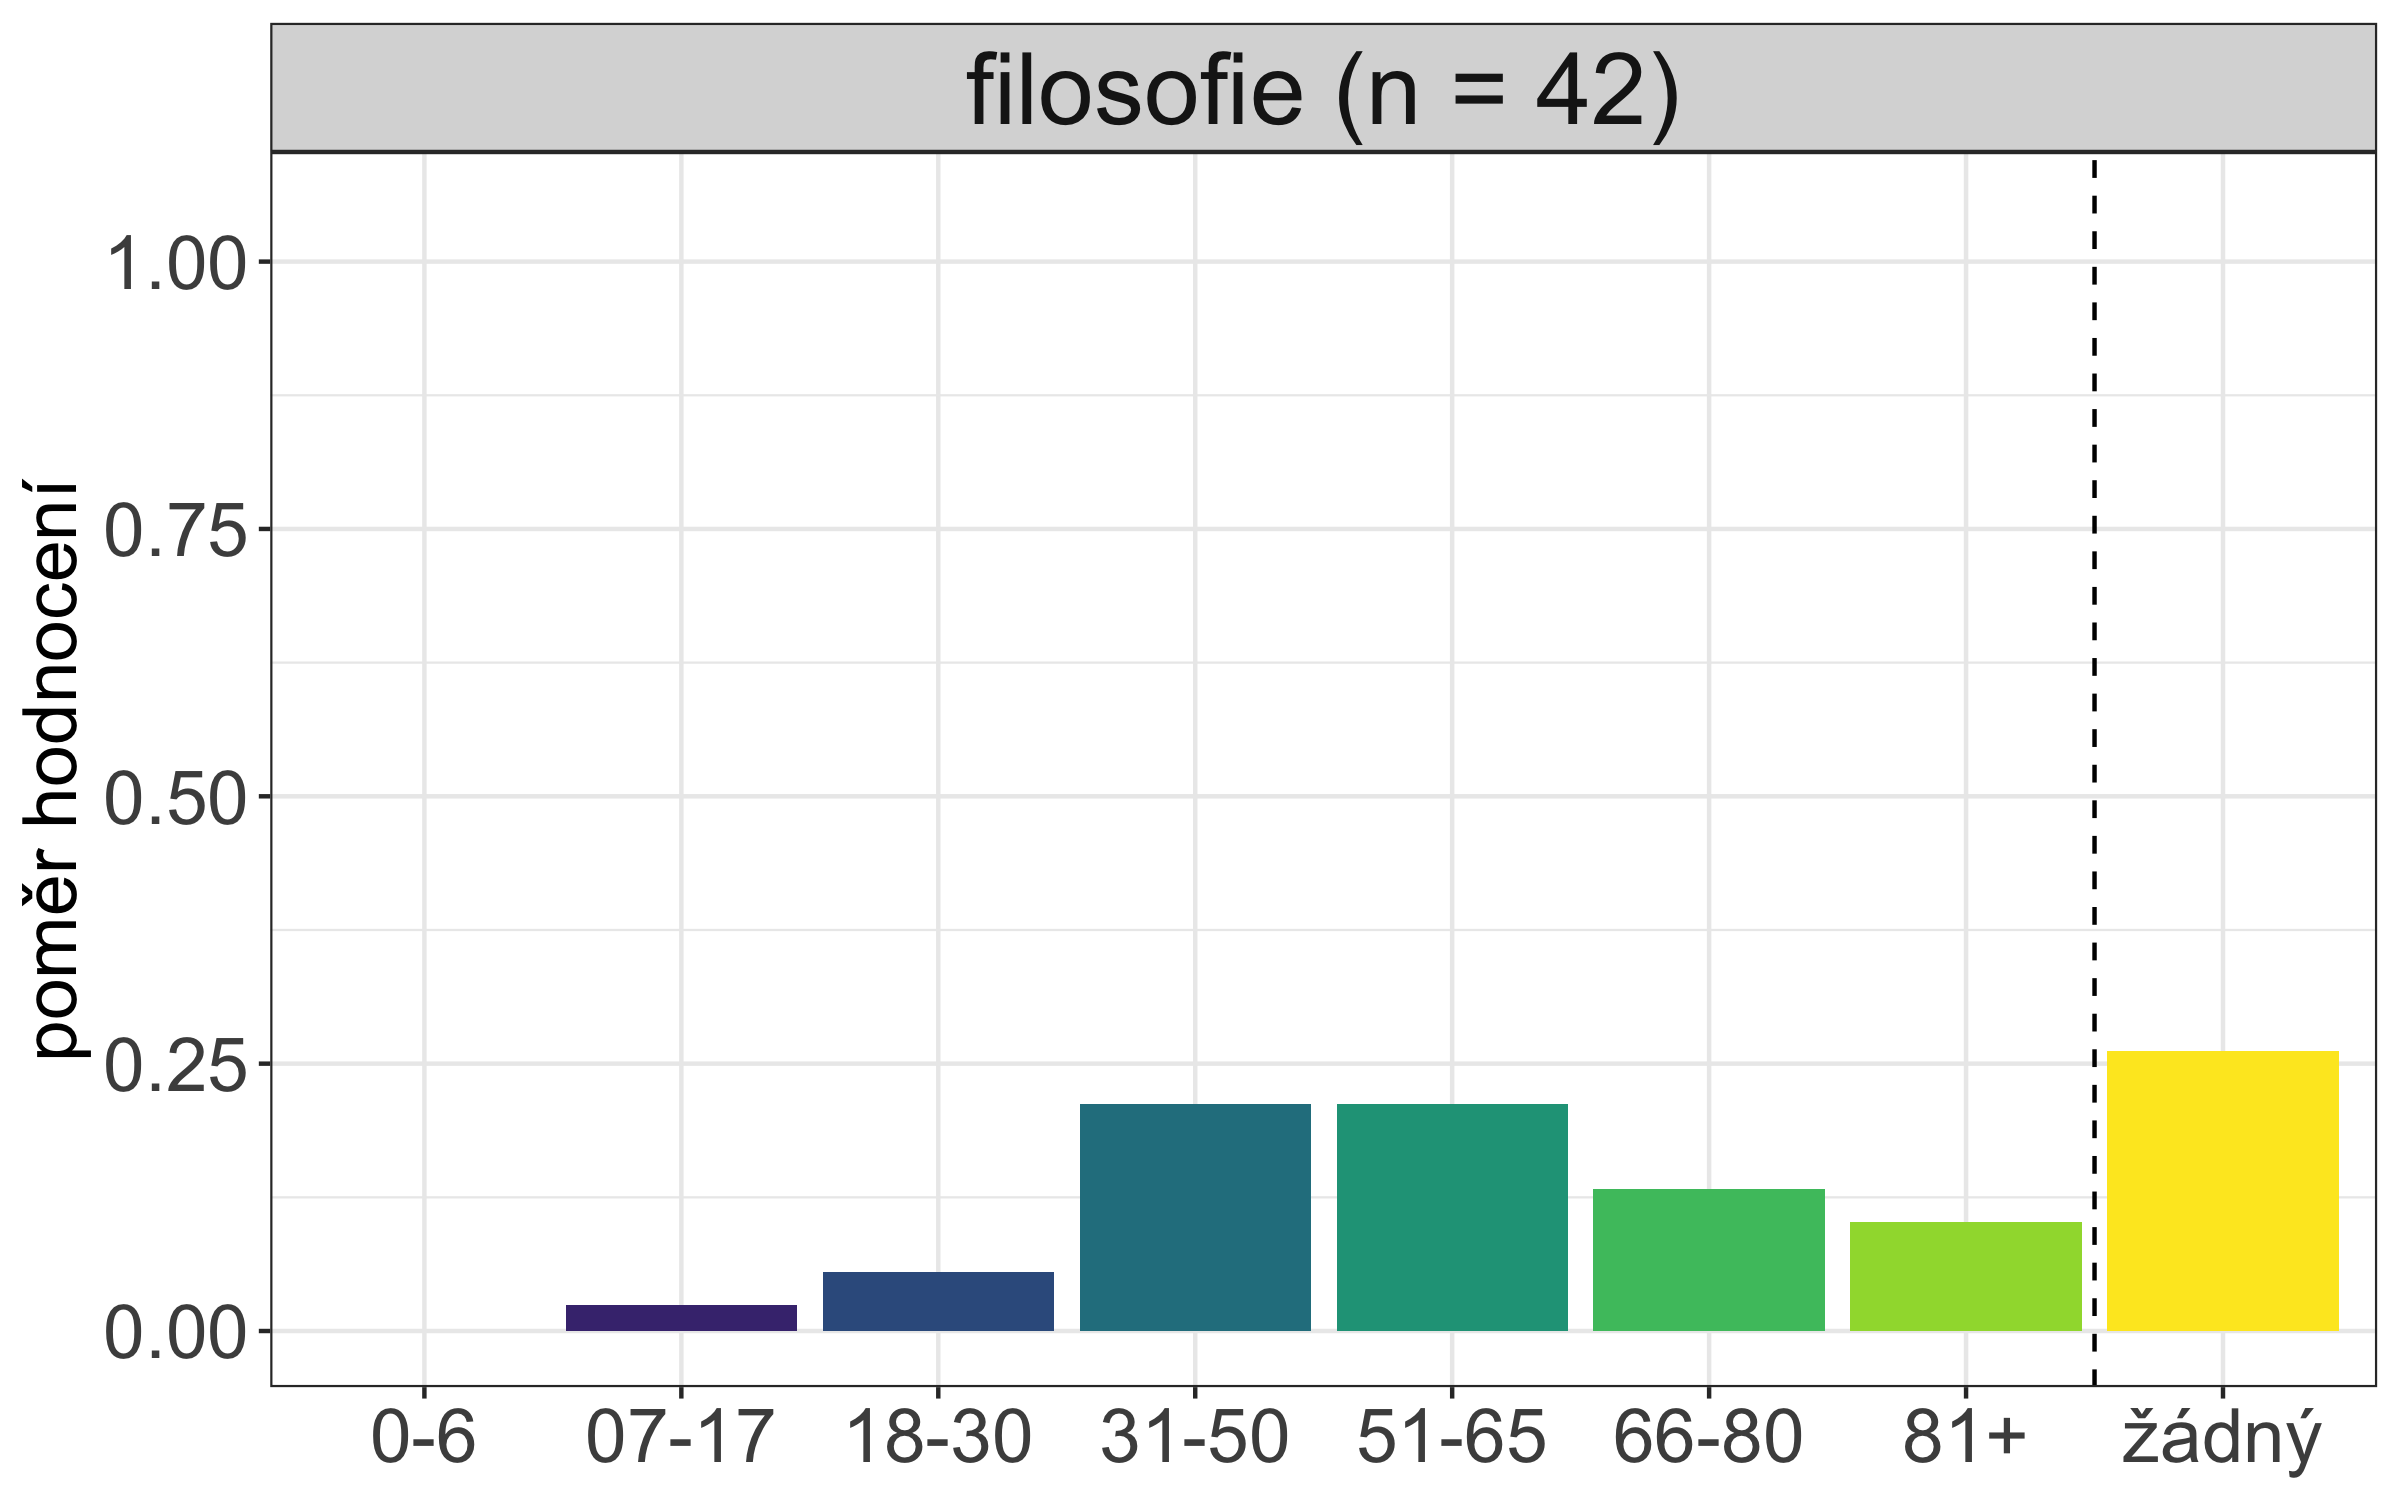 filosofie (n = 42)
poměr hodnocení
1.00
0.75
0.50
0.25
0.00
0-6 07-17 18-30 31-50 51-65 66-80 81+ žádný